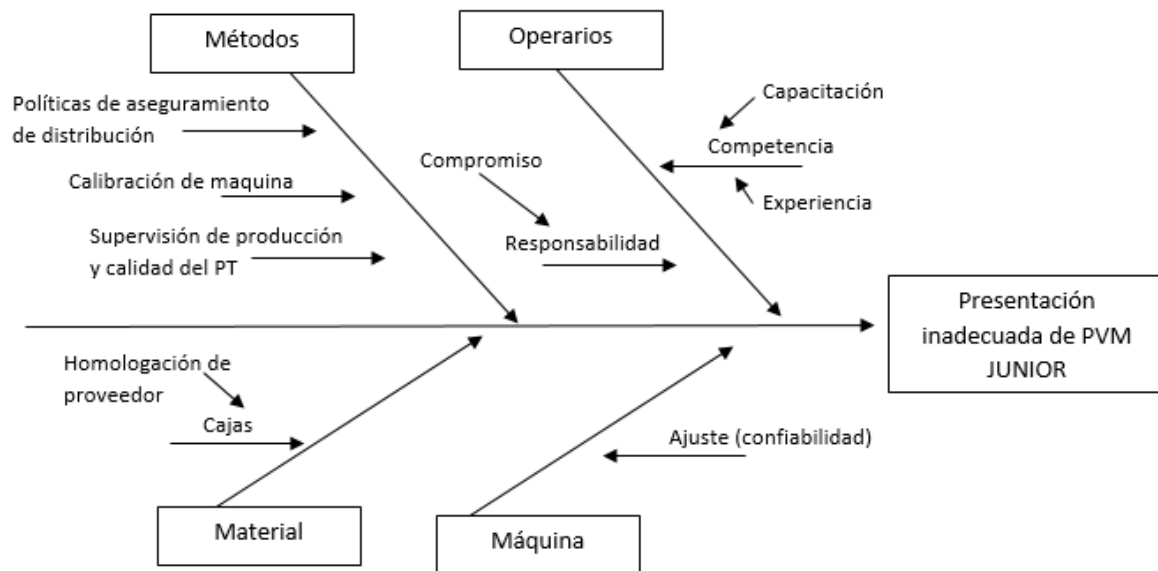 Métodos
Operarios
Políticas de aseguramiento
de distribución
Calibración de maquina
Supervisión de producción
y calidad del PT
Compromiso
Responsabilidad
Capacitación
Competencia
Experiencia
Presentación
inadecuada de PVM
JUNIOR
Homologación de
proveedor
Cajas
Ajuste (confiabilidad)
Material
Máquina